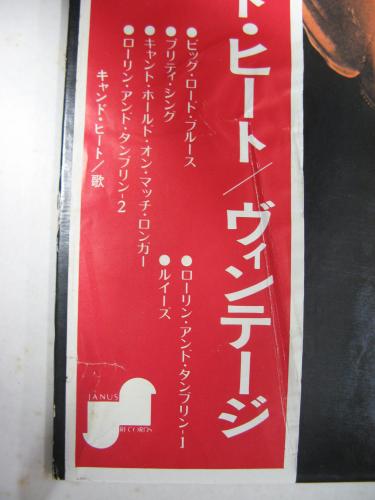 ト・ヒート/ヴィンテージ
●ローリン・アンド・タンブリン-1
●ルイーズ
●ビッグ・ロード・ブルース
●プリティ・シング
●キャント・ホールド・オン・マッチ・ロンガー
●ローリン・アンド・タンブリン-2
キャンド・ヒート/歌
JANUS
RECORDS